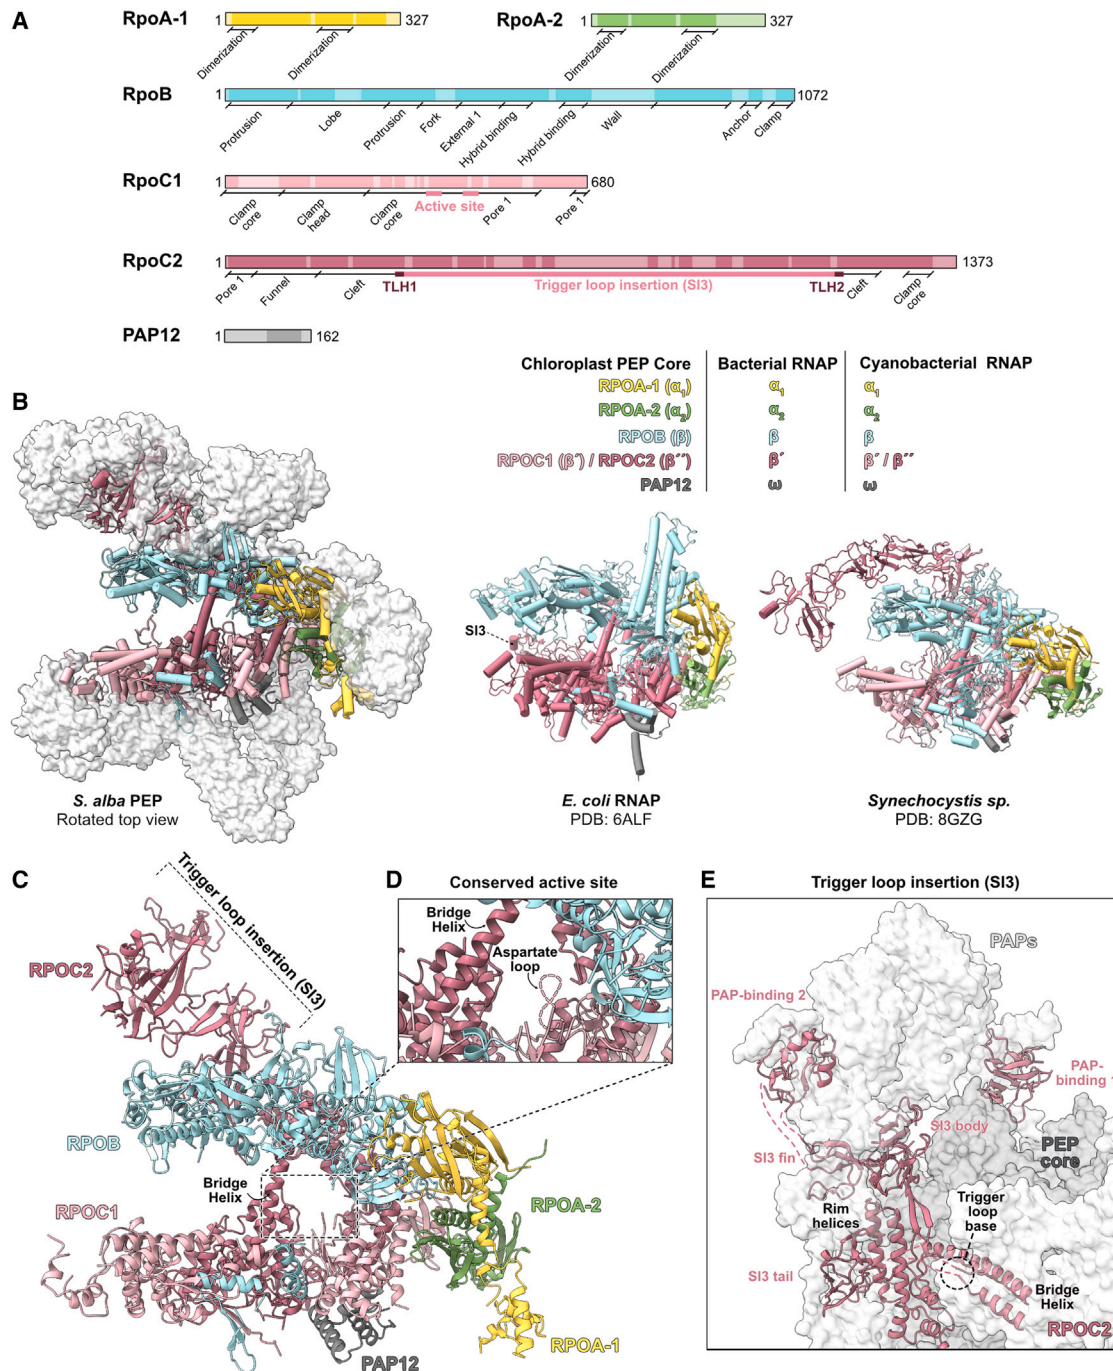 A
RpoA-1
1
327
Dimerization
Dimerization
RpoA-2
1
327
Dimerization
Dimerization
RpoB
1
1072
Protrusion
Lobe
Protrusion
Fork
External 1
Hybrid binding
Hybrid binding
Wall
Anchor
Clamp
RpoC1
1
680
Clamp
core
Clamp
head
Clamp
core
Active site
Pore 1
Pore 1
RpoC2
1
1373
Pore 1
Funnel
Cleft
TLH1
Trigger loop insertion (SI3)
TLH2
Cleft
Clamp
core
PAP12
1
162
Chloroplast PEP Core
Bacterial RNAP
Cyanobacterial RNAP
RPOA-1 (α1)
α1
α1
RPOA-2 (α2)
α2
α2
RPOB (β)
β
β
RPOC1 (β´) / RPOC2 (β´´)
β´
β´ / β´´
PAP12
ω
ω
B
S. alba PEP
Rotated top view
SI3
E. coli RNAP
PDB: 6ALF
Synechocystis sp.
PDB: 8GZG
C
Trigger loop insertion (SI3)
RPOC2
RPOB
Bridge
Helix
RPOC1
RPOA-2
RPOA-1
PAP12
D
Conserved active site
Bridge
Helix
Aspartate
loop
E
Trigger loop insertion (SI3)
PAPs
PAP-binding 2
PAP-
binding 1
SI3 body
SI3 fin
PEP
core
Rim
helices
Trigger
loop
base
SI3 tail
Bridge
Helix
RPOC2